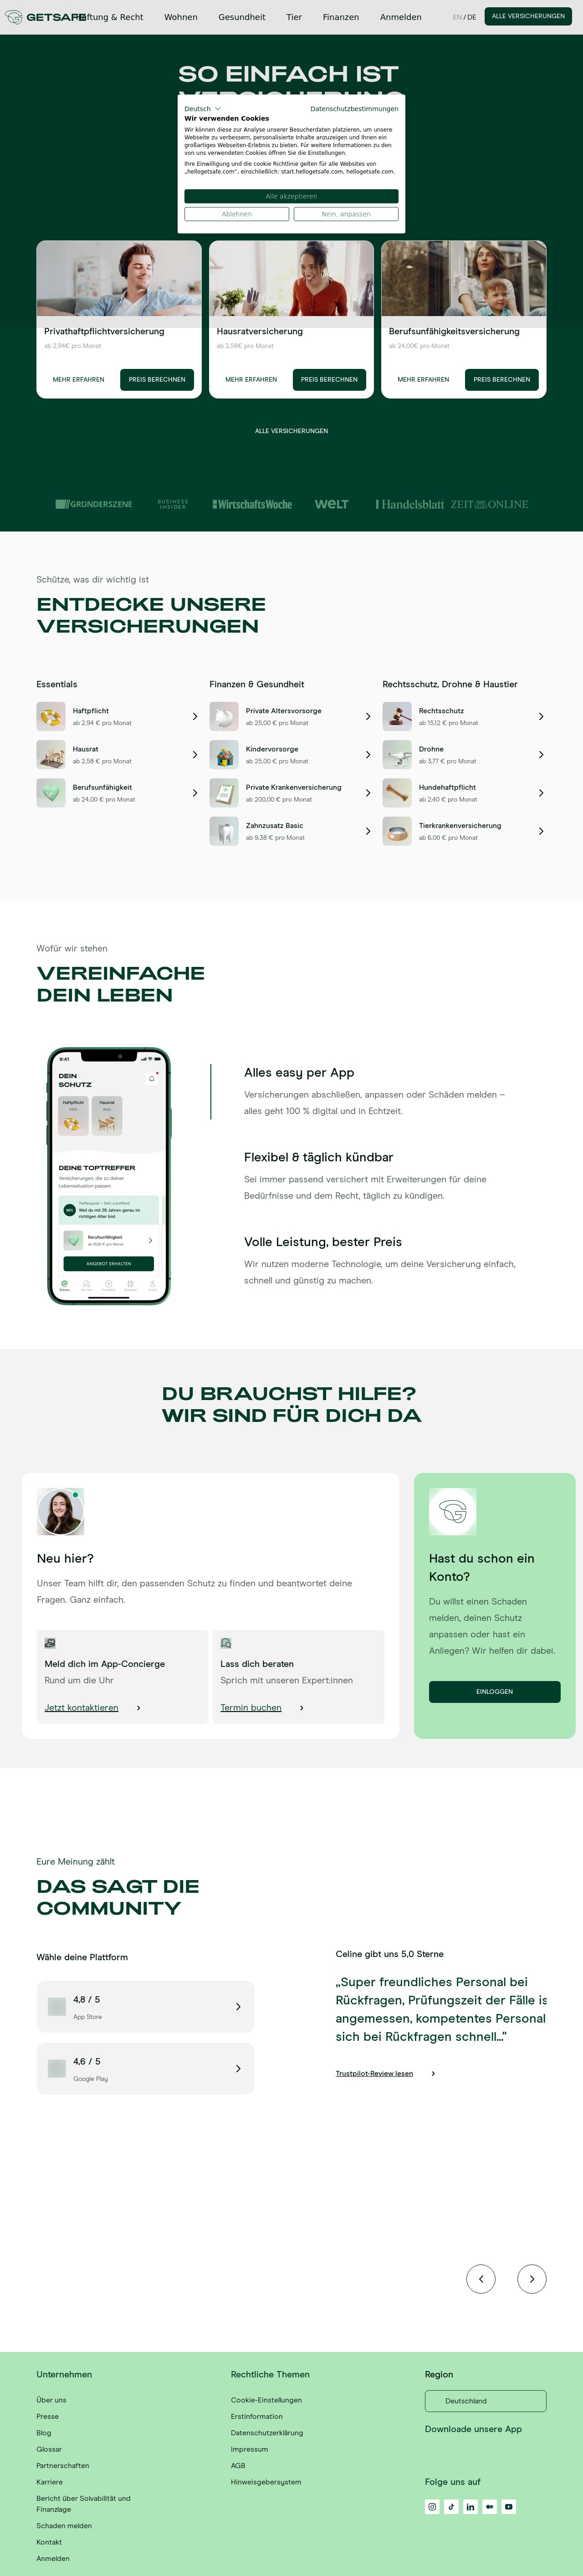 GETSAFE
Haftung & Recht
Wohnen
Gesundheit
Tier
Finanzen
Anmelden
EN / DE
ALLE VERSICHERUNGEN
SO EINFACH IST
Deutsch
Datenschutzbestimmungen
Wir verwenden Cookies
Wir können diese zur Analyse unserer Besucherdaten platzieren, um unsere
Webseite zu verbessern, personalisierte Inhalte anzuzeigen und Ihnen ein
großartiges Webseiten-Erlebnis zu bieten. Für weitere Informationen zu den
von uns verwendeten Cookies öffnen Sie die Einstellungen.
Ihre Einwilligung und die cookie Richtlinie gelten für alle Websites von
„hellogetsafe.com“, einschließlich: start.hellogetsafe.com, hellogetsafe.com.
Alle akzeptieren
Ablehnen
Nein, anpassen
Privathaftpflichtversicherung
ab 2,94€ pro Monat
MEHR ERFAHREN
PREIS BERECHNEN
Hausratversicherung
ab 2,58€ pro Monat
MEHR ERFAHREN
PREIS BERECHNEN
Berufsunfähigkeitsversicherung
ab 24,00€ pro Monat
MEHR ERFAHREN
PREIS BERECHNEN
ALLE VERSICHERUNGEN
GRÜNDERSZENE
BUSINESS
INSIDER
WirtschaftsWoche
WELT
Handelsblatt
ZEIT ONLINE
Schütze, was dir wichtig ist
ENTDECKE UNSERE
VERSICHERUNGEN
Essentials
Haftpflicht
ab 2,94 € pro Monat
Hausrat
ab 2,58 € pro Monat
Berufsunfähigkeit
ab 24,00 € pro Monat
Finanzen & Gesundheit
Private Altersvorsorge
ab 25,00 € pro Monat
Kindervorsorge
ab 25,00 € pro Monat
Private Krankenversicherung
ab 200,00 € pro Monat
Zahnzusatz Basic
ab 9,38 € pro Monat
Rechtsschutz, Drohne & Haustier
Rechtsschutz
ab 15,12 € pro Monat
Drohne
ab 3,77 € pro Monat
Hundehaftpflicht
ab 2,40 € pro Monat
Tierkrankenversicherung
ab 6,00 € pro Monat
Wofür wir stehen
VEREINFACHE
DEIN LEBEN
9:41
DEIN
SCHUTZ
Haftpflicht
Aktiv
Hausrat
Aktiv
DEINE TOPTREFFER
Versicherungen, die zu deiner
Lebenssituation passen.
98%
Weil du mit 28 Jahren genau im
richtigen Alter bist
Berufsunfähigkeit
ANGEBOT ERHALTEN
Alles easy per App
Versicherungen abschließen, anpassen oder Schäden melden –
alles geht 100 % digital und in Echtzeit.
Flexibel & täglich kündbar
Sei immer passend versichert mit Erweiterungen für deine
Bedürfnisse und dem Recht, täglich zu kündigen.
Volle Leistung, bester Preis
Wir nutzen moderne Technologie, um deine Versicherung einfach,
schnell und günstig zu machen.
DU BRAUCHST HILFE?
WIR SIND FÜR DICH DA
Neu hier?
Unser Team hilft dir, den passenden Schutz zu finden und beantwortet deine
Fragen. Ganz einfach.
Meld dich im App-Concierge
Rund um die Uhr
Jetzt kontaktieren
Lass dich beraten
Sprich mit unseren Expert:innen
Termin buchen
Hast du schon ein
Konto?
Du willst einen Schaden
melden, deinen Schutz
anpassen oder hast ein
Anliegen? Wir helfen dir dabei.
EINLOGGEN
Eure Meinung zählt
DAS SAGT DIE
COMMUNITY
Wähle deine Plattform
4,8 / 5
App Store
4,6 / 5
Google Play
Celine gibt uns 5,0 Sterne
„Super freundliches Personal bei
Rückfragen, Prüfungszeit der Fälle is
angemessen, kompetentes Personal
sich bei Rückfragen schnell...“
Trustpilot-Review lesen
Unternehmen
Über uns
Presse
Blog
Glossar
Partnerschaften
Karriere
Bericht über Solvabilität und
Finanzlage
Schaden melden
Kontakt
Anmelden
Rechtliche Themen
Cookie-Einstellungen
Erstinformation
Datenschutzerklärung
Impressum
AGB
Hinweisgebersystem
Region
Deutschland
Downloade unsere App
Folge uns auf